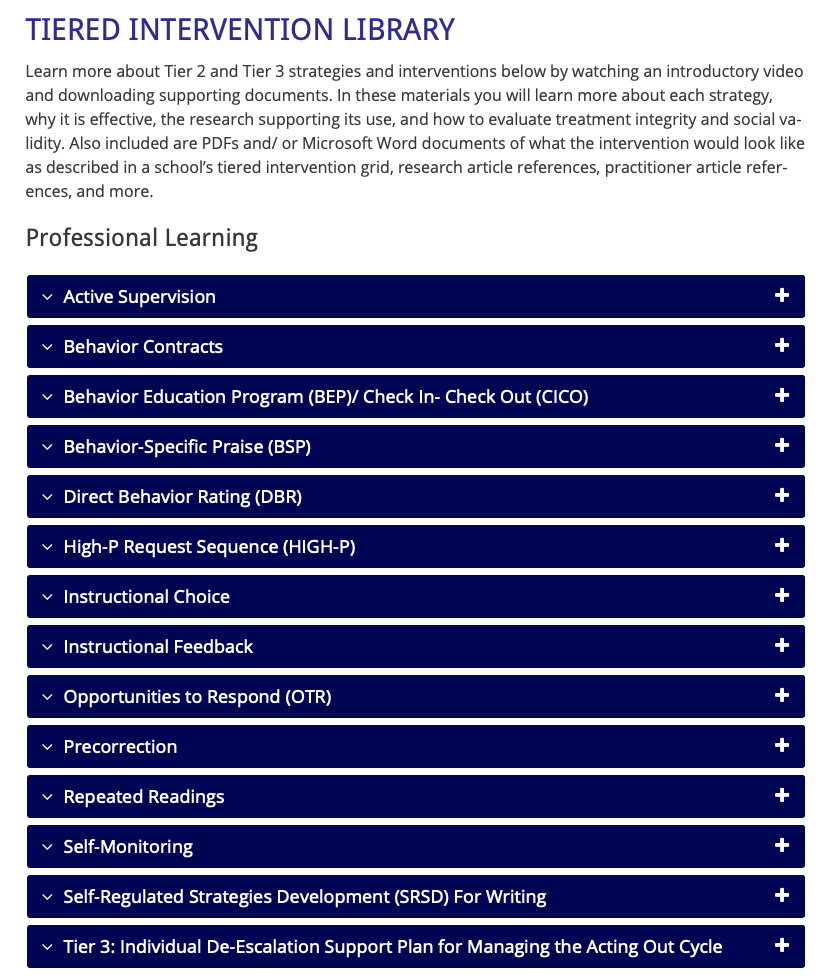 TIERED INTERVENTION LIBRARY
Learn more about Tier 2 and Tier 3 strategies and interventions below by watching an introductory video
and downloading supporting documents. In these materials you will learn more about each strategy,
why it is effective, the research supporting its use, and how to evaluate treatment integrity and social va-
lidity. Also included are PDFs and/ or Microsoft Word documents of what the intervention would look like
as described in a school’s tiered intervention grid, research article references, practitioner article refer-
ences, and more.
Professional Learning
Active Supervision
Behavior Contracts
Behavior Education Program (BEP)/ Check In- Check Out (CICO)
Behavior-Specific Praise (BSP)
Direct Behavior Rating (DBR)
High-P Request Sequence (HIGH-P)
Instructional Choice
Instructional Feedback
Opportunities to Respond (OTR)
Precorrection
Repeated Readings
Self-Monitoring
Self-Regulated Strategies Development (SRSD) For Writing
Tier 3: Individual De-Escalation Support Plan for Managing the Acting Out Cycle